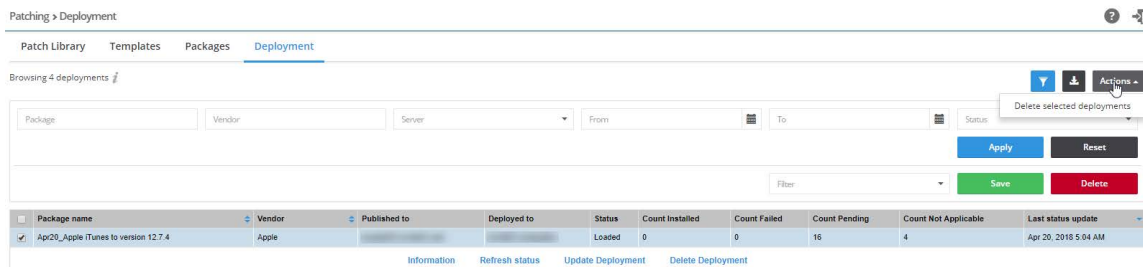 Patching > Deployment
Patch Library Templates Packages Deployment
Browsing 4 deployments i
Actions
Delete selected deployments
Package Vendor Server From To Status
Apply Reset
Filter Save Delete
Package name Vendor Published to Deployed to Status Count Installed Count Failed Count Pending Count Not Applicable Last status update
Apr20_Apple iTunes to version 12.7.4 Apple Loaded 0 0 16 4 Apr 20, 2018 5:04 AM
Information Refresh status Update Deployment Delete Deployment